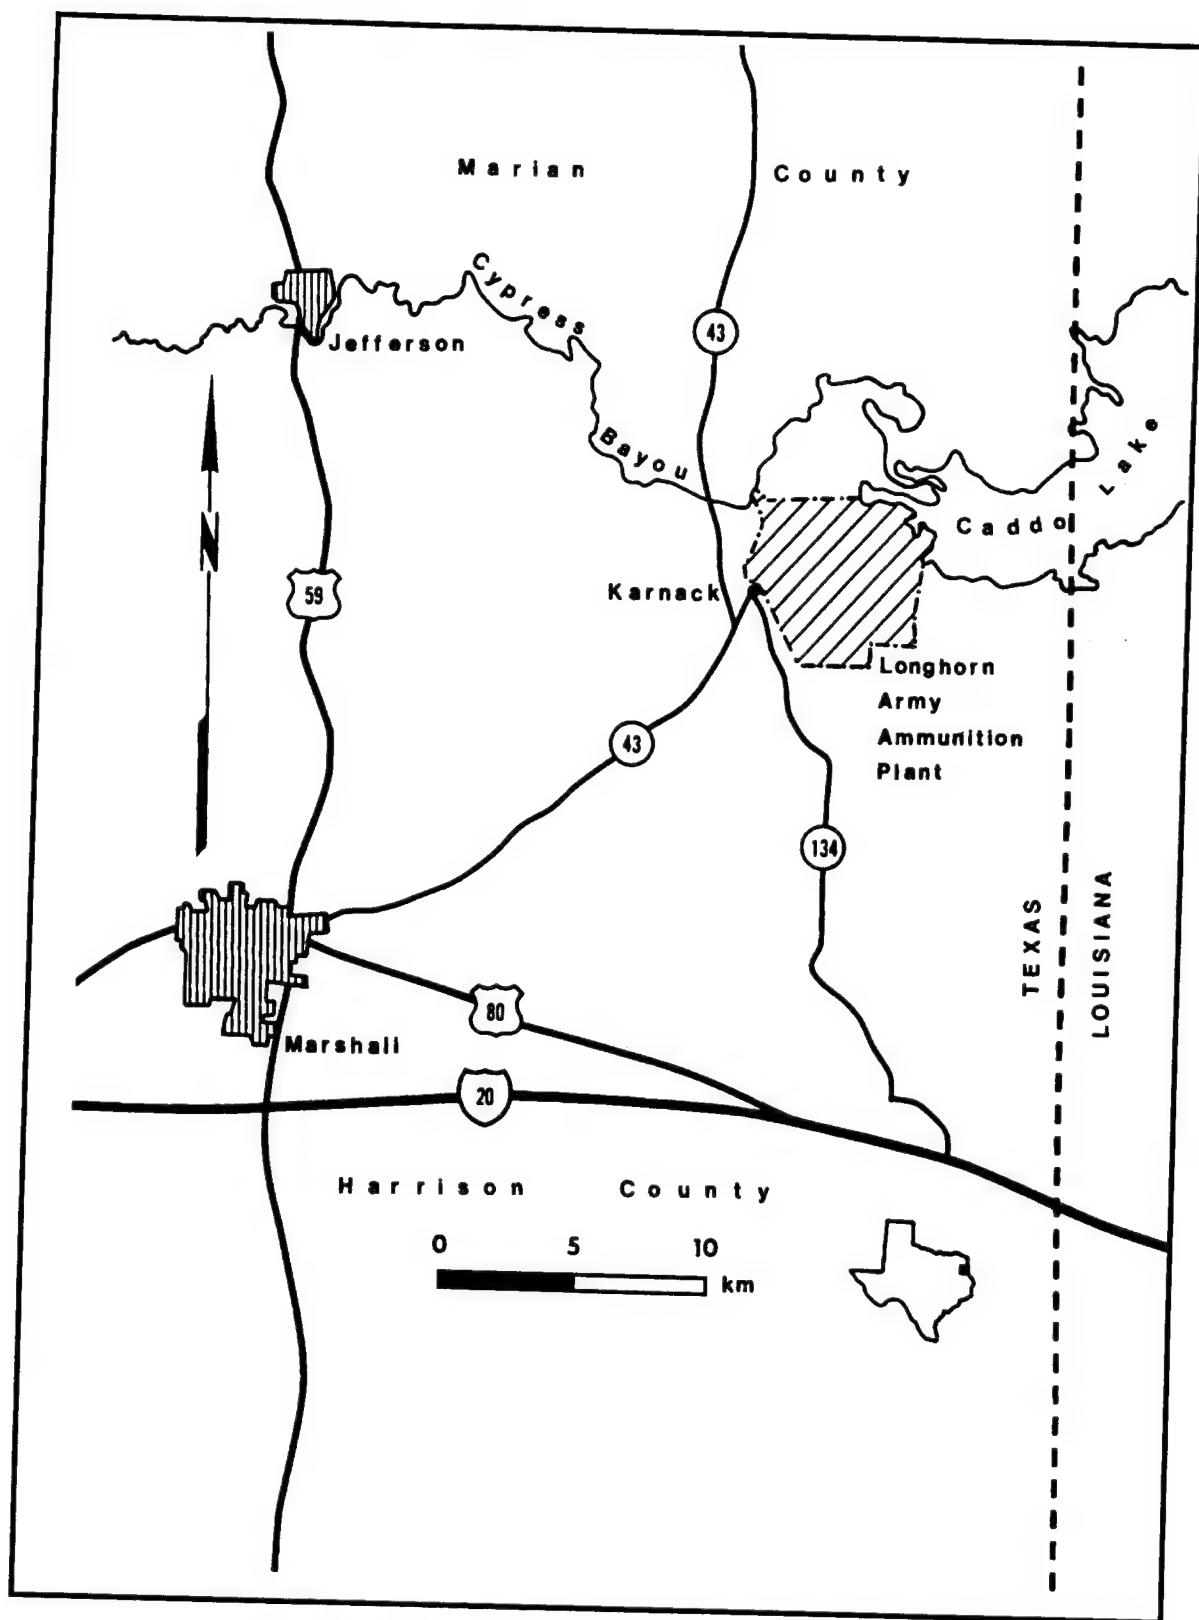 Marian County
Cypress
Bayou
Jefferson
43
Caddo Lake
N
59
Karnack
Longhorn
Army
Ammunition
Plant
43
134
TEXAS
LOUISIANA
80
Marshall
20
Harrison County
0 5 10
km